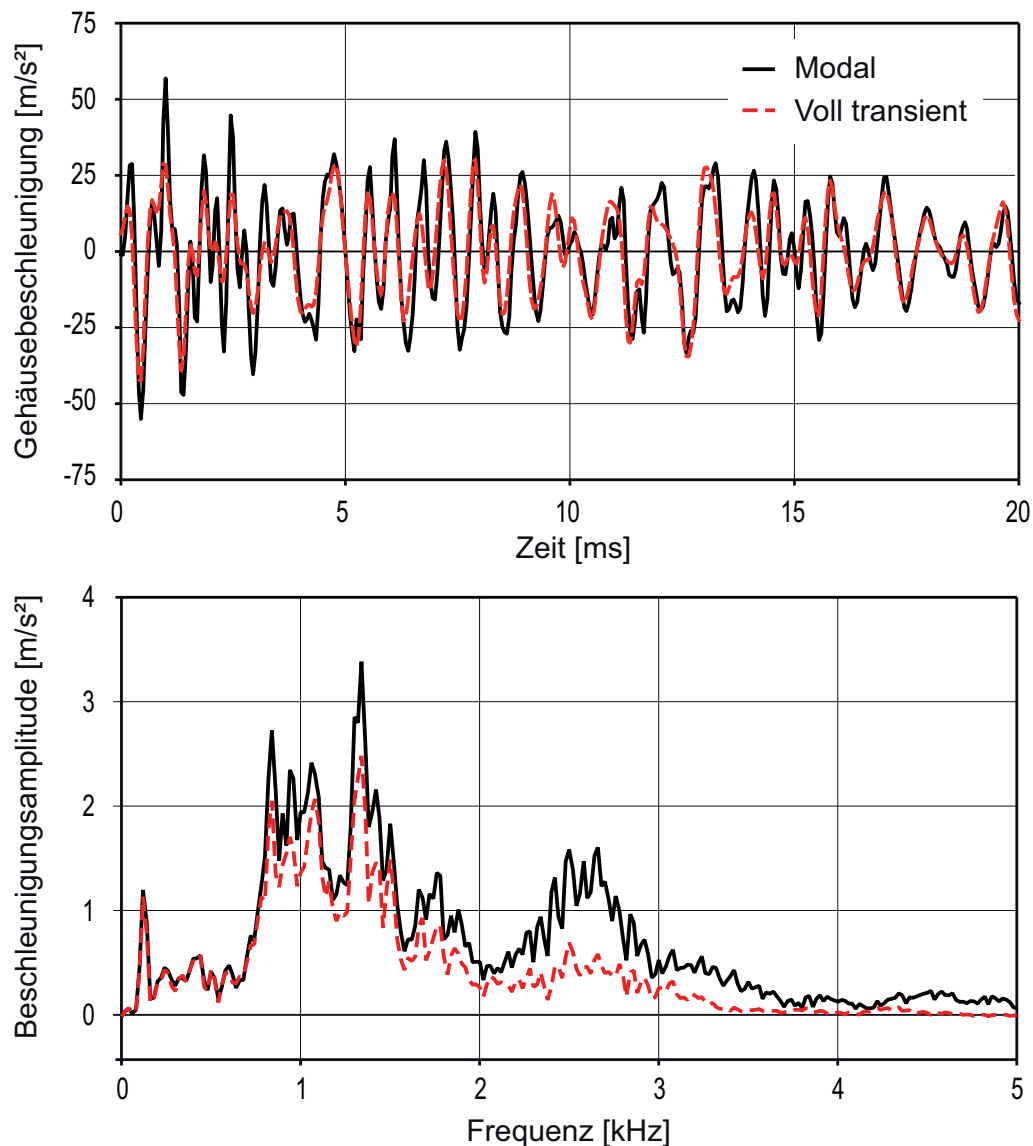 Gehäusebeschleunigung [m/s²]
75
50
25
0
-25
-50
-75
Modal
Voll transient
0 5 10 15 20
Zeit [ms]
Beschleunigungsamplitude [m/s²]
4
3
2
1
0
0 1 2 3 4 5
Frequenz [kHz]